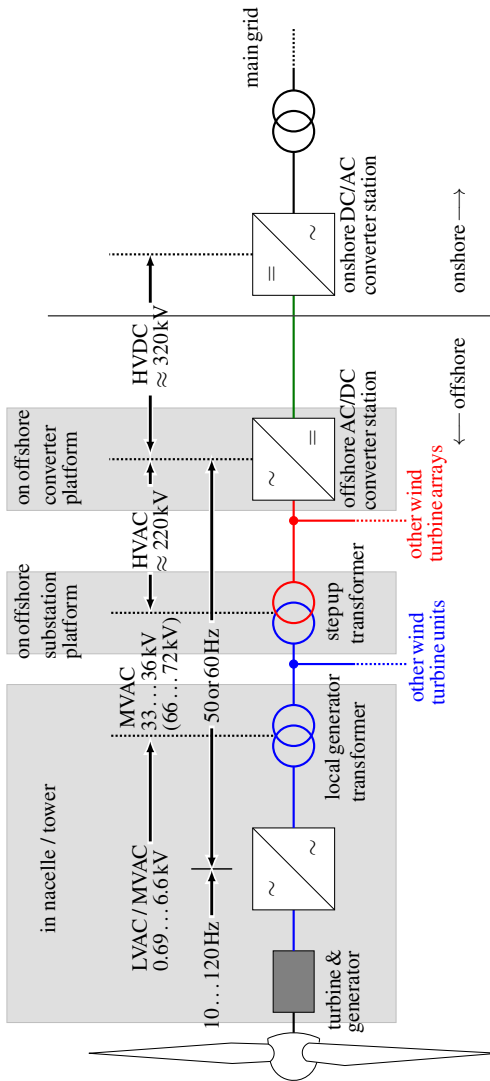 in nacelle / tower
on offshore
substation platform
on offshore
converter
platform
LVAC / MVAC
0.69 … 6.6 kV
MVAC
33 … 36 kV
(66 … 72 kV)
HVAC
≈ 220 kV
HVDC
≈ 320 kV
10 … 120 Hz
50 or 60 Hz
main grid
~
~
~
=
=
~
turbine &
generator
local generator
transformer
step up
transformer
offshore AC/DC
converter station
onshore DC/AC
converter station
other wind
turbine units
other wind
turbine arrays
⟵ offshore
onshore ⟶